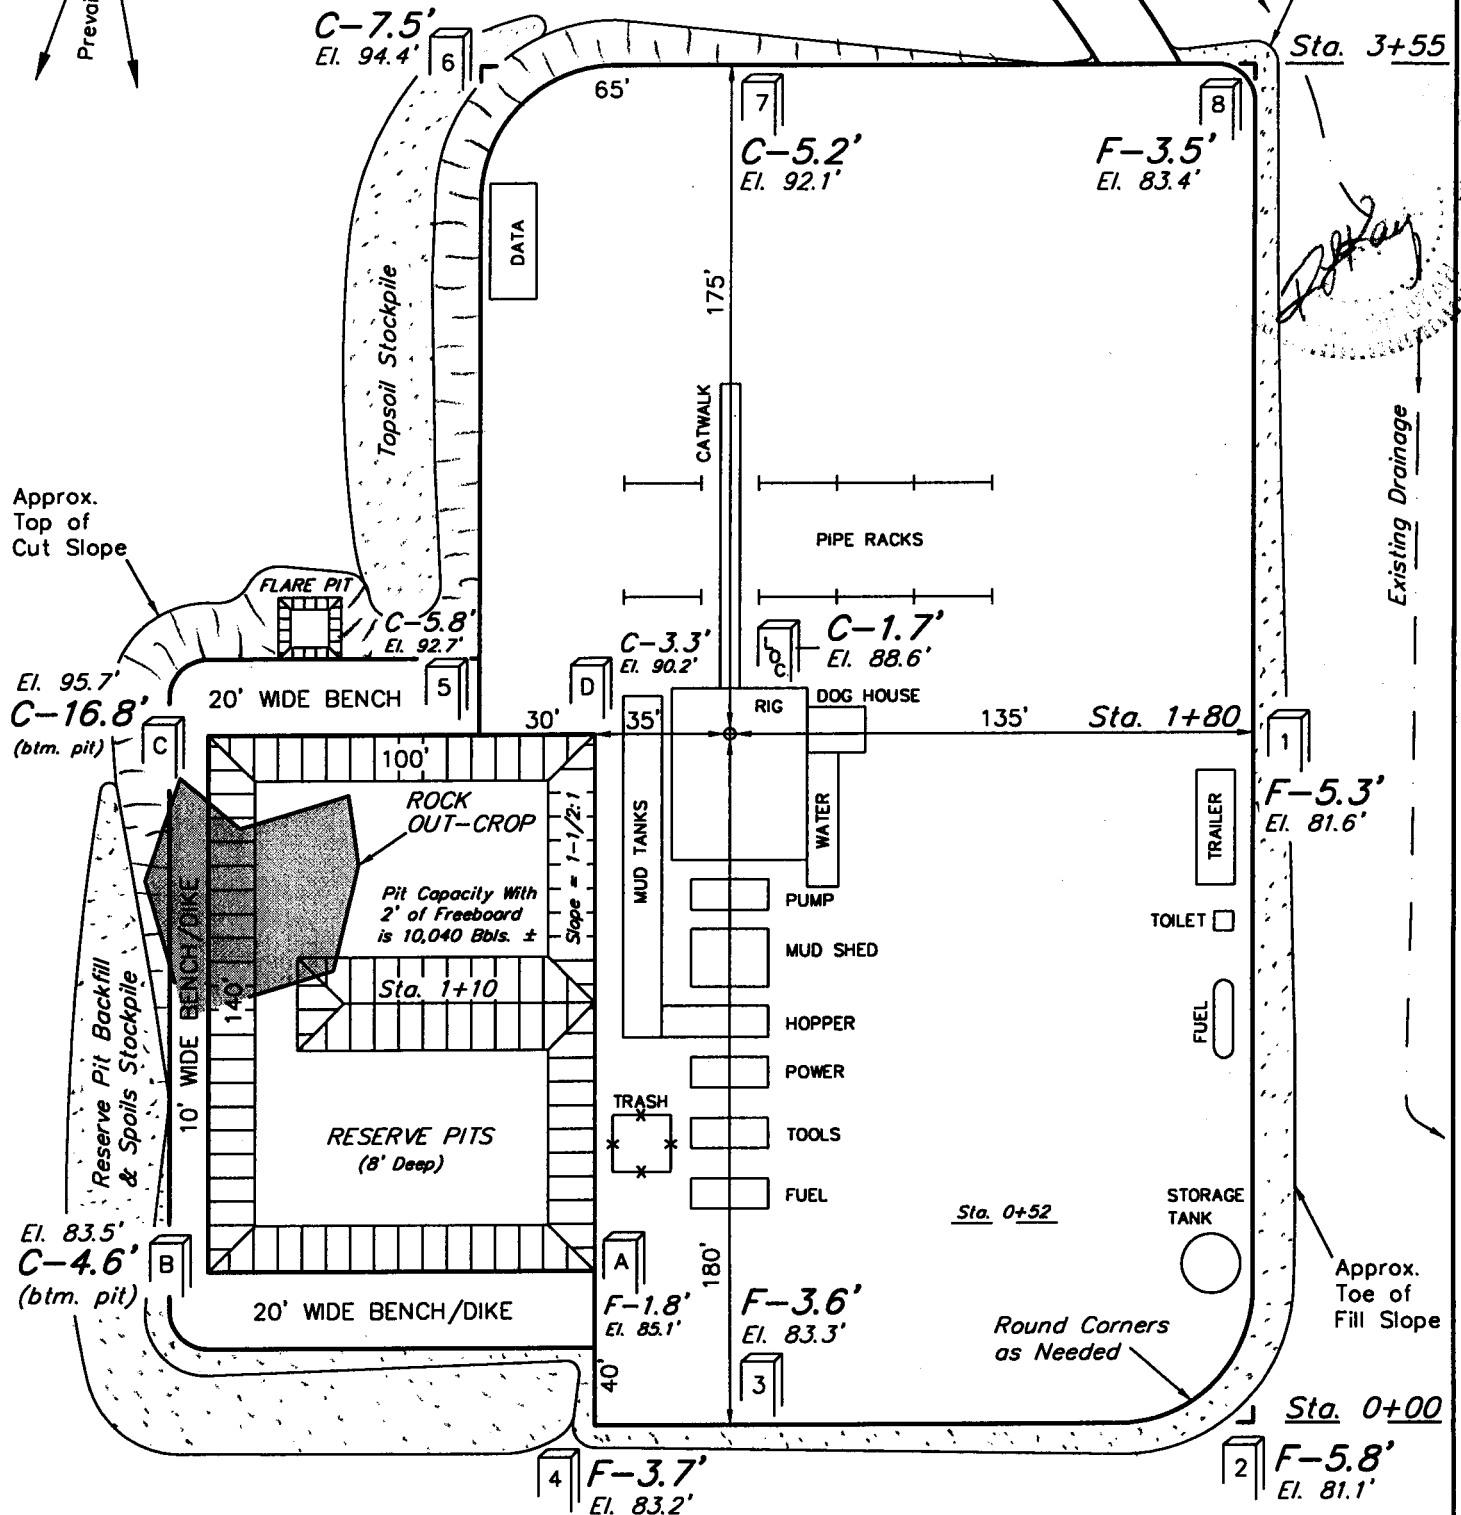 Prevai
C-7.5'
El. 94.4'
6
65'
7
C-5.2'
El. 92.1'
8
F-3.5'
El. 83.4'
Sta. 3+55
DATA
175'
Topsoil Stockpile
CATWALK
PIPE RACKS
Existing Drainage
Approx.
Top of
Cut Slope
FLARE PIT
C-5.8'
El. 92.7'
C-3.3'
El. 90.2'
LOC.
C-1.7'
El. 88.6'
El. 95.7'
C-16.8'
(btm. pit)
C
20' WIDE BENCH
5
D
RIG
DOG HOUSE
30'
35'
135'
Sta. 1+80
1
F-5.3'
El. 81.6'
100'
ROCK
OUT-CROP
Slope = 1-1/2:1
MUD TANKS
WATER
TRAILER
Pit Capacity With
2' of Freeboard
is 10,040 Bbls. ±
PUMP
TOILET
MUD SHED
10' WIDE BENCH/DIKE
140'
Sta. 1+10
HOPPER
FUEL
Reserve Pit Backfill
& Spoils Stockpile
POWER
TRASH
RESERVE PITS
(8' Deep)
TOOLS
FUEL
Sta. 0+52
STORAGE
TANK
El. 83.5'
C-4.6'
(btm. pit)
B
A
180'
20' WIDE BENCH/DIKE
F-1.8'
El. 85.1'
F-3.6'
El. 83.3'
3
Approx.
Toe of
Fill Slope
Round Corners
as Needed
40'
Sta. 0+00
4
F-3.7'
El. 83.2'
2
F-5.8'
El. 81.1'